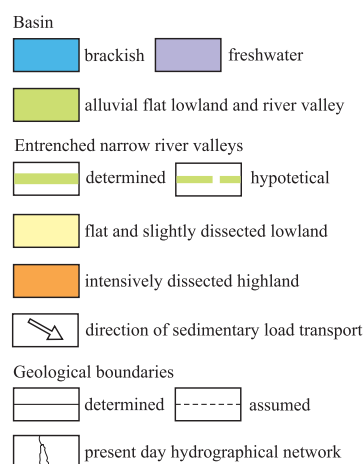 Basin
brackish freshwater
alluvial flat lowland and river valley
Entrenched narrow river valleys
determined hypotetical
flat and slightly dissected lowland
intensively dissected highland
direction of sedimentary load transport
Geological boundaries
determined assumed
present day hydrographical network